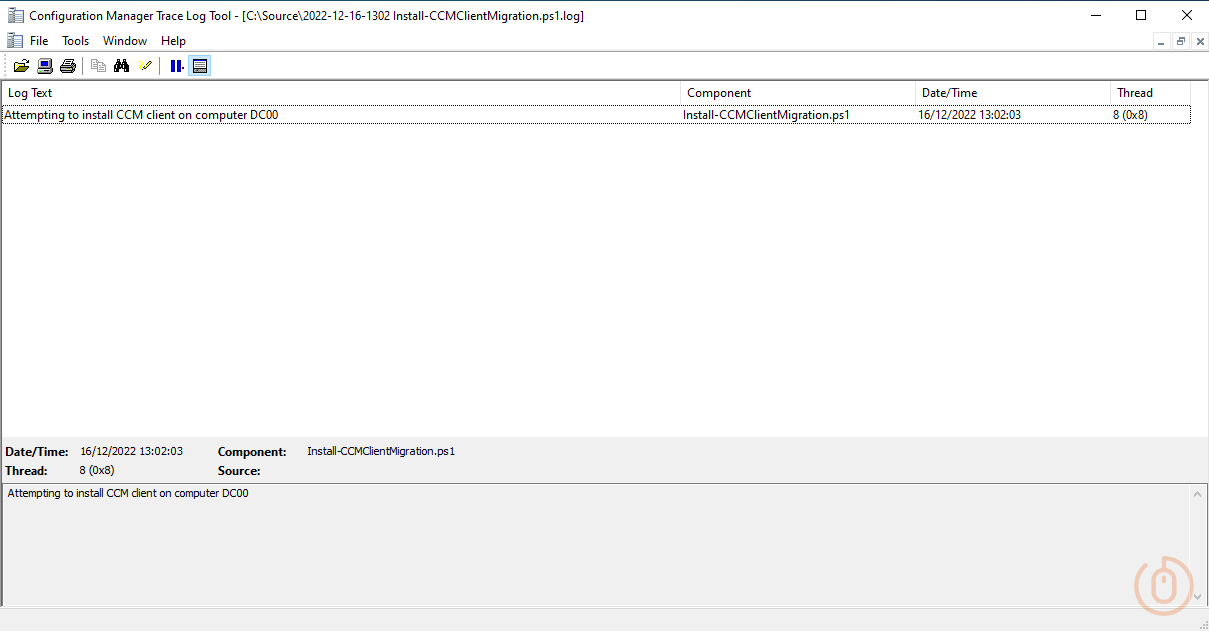 Configuration Manager Trace Log Tool - [C:\Source\2022-12-16-1302 Install-CCMClientMigration.ps1.log]
File Tools Window Help
Log Text Component Date/Time Thread
Attempting to install CCM client on computer DC00 Install-CCMClientMigration.ps1 16/12/2022 13:02:03 8 (0x8)
Date/Time: 16/12/2022 13:02:03 Component: Install-CCMClientMigration.ps1
Thread: 8 (0x8) Source:
Attempting to install CCM client on computer DC00